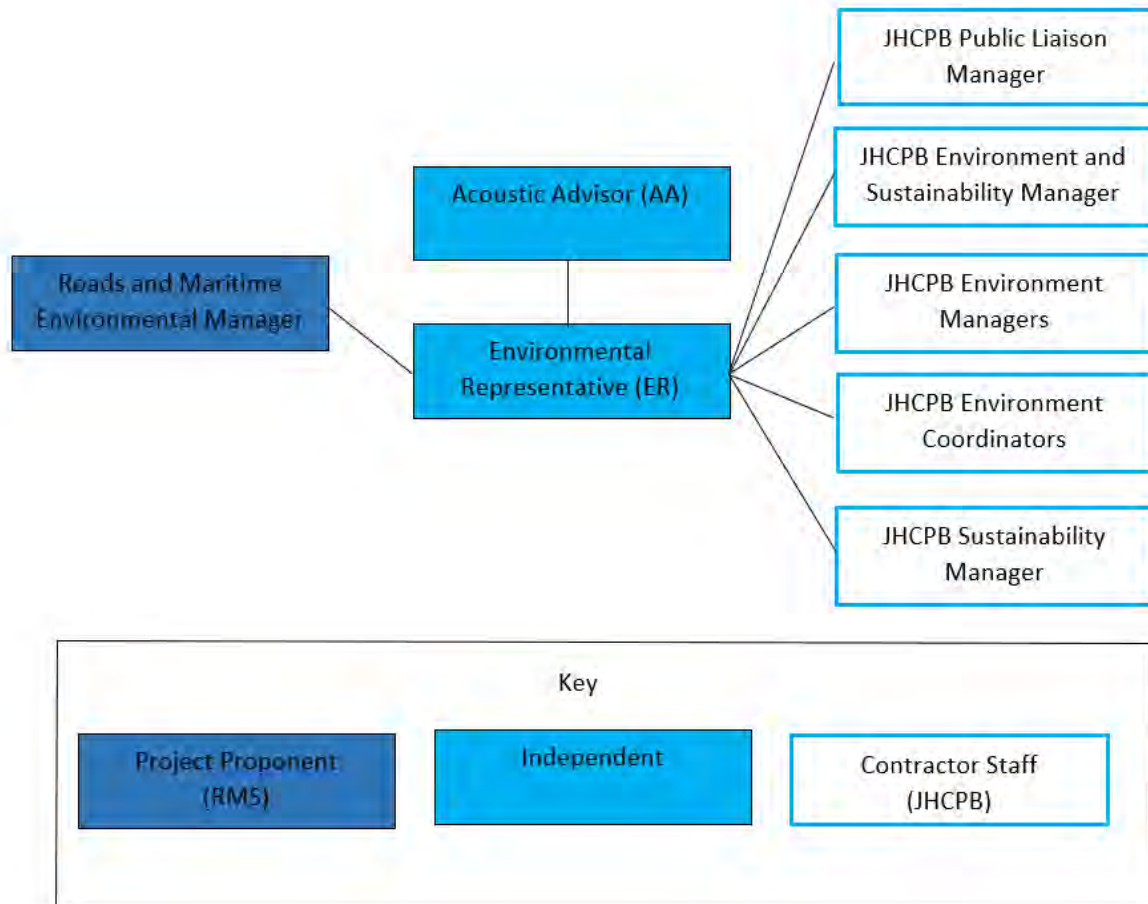 JHCPB Public Liaison
Manager
JHCPB Environment and
Sustainability Manager
Acoustic Advisor (AA)
Roads and Maritime
Environmental Manager
JHCPB Environment
Managers
Environmental
Representative (ER)
JHCPB Environment
Coordinators
JHCPB Sustainability
Manager
Key
Project Proponent
(RMS)
Independent
Contractor Staff
(JHCPB)